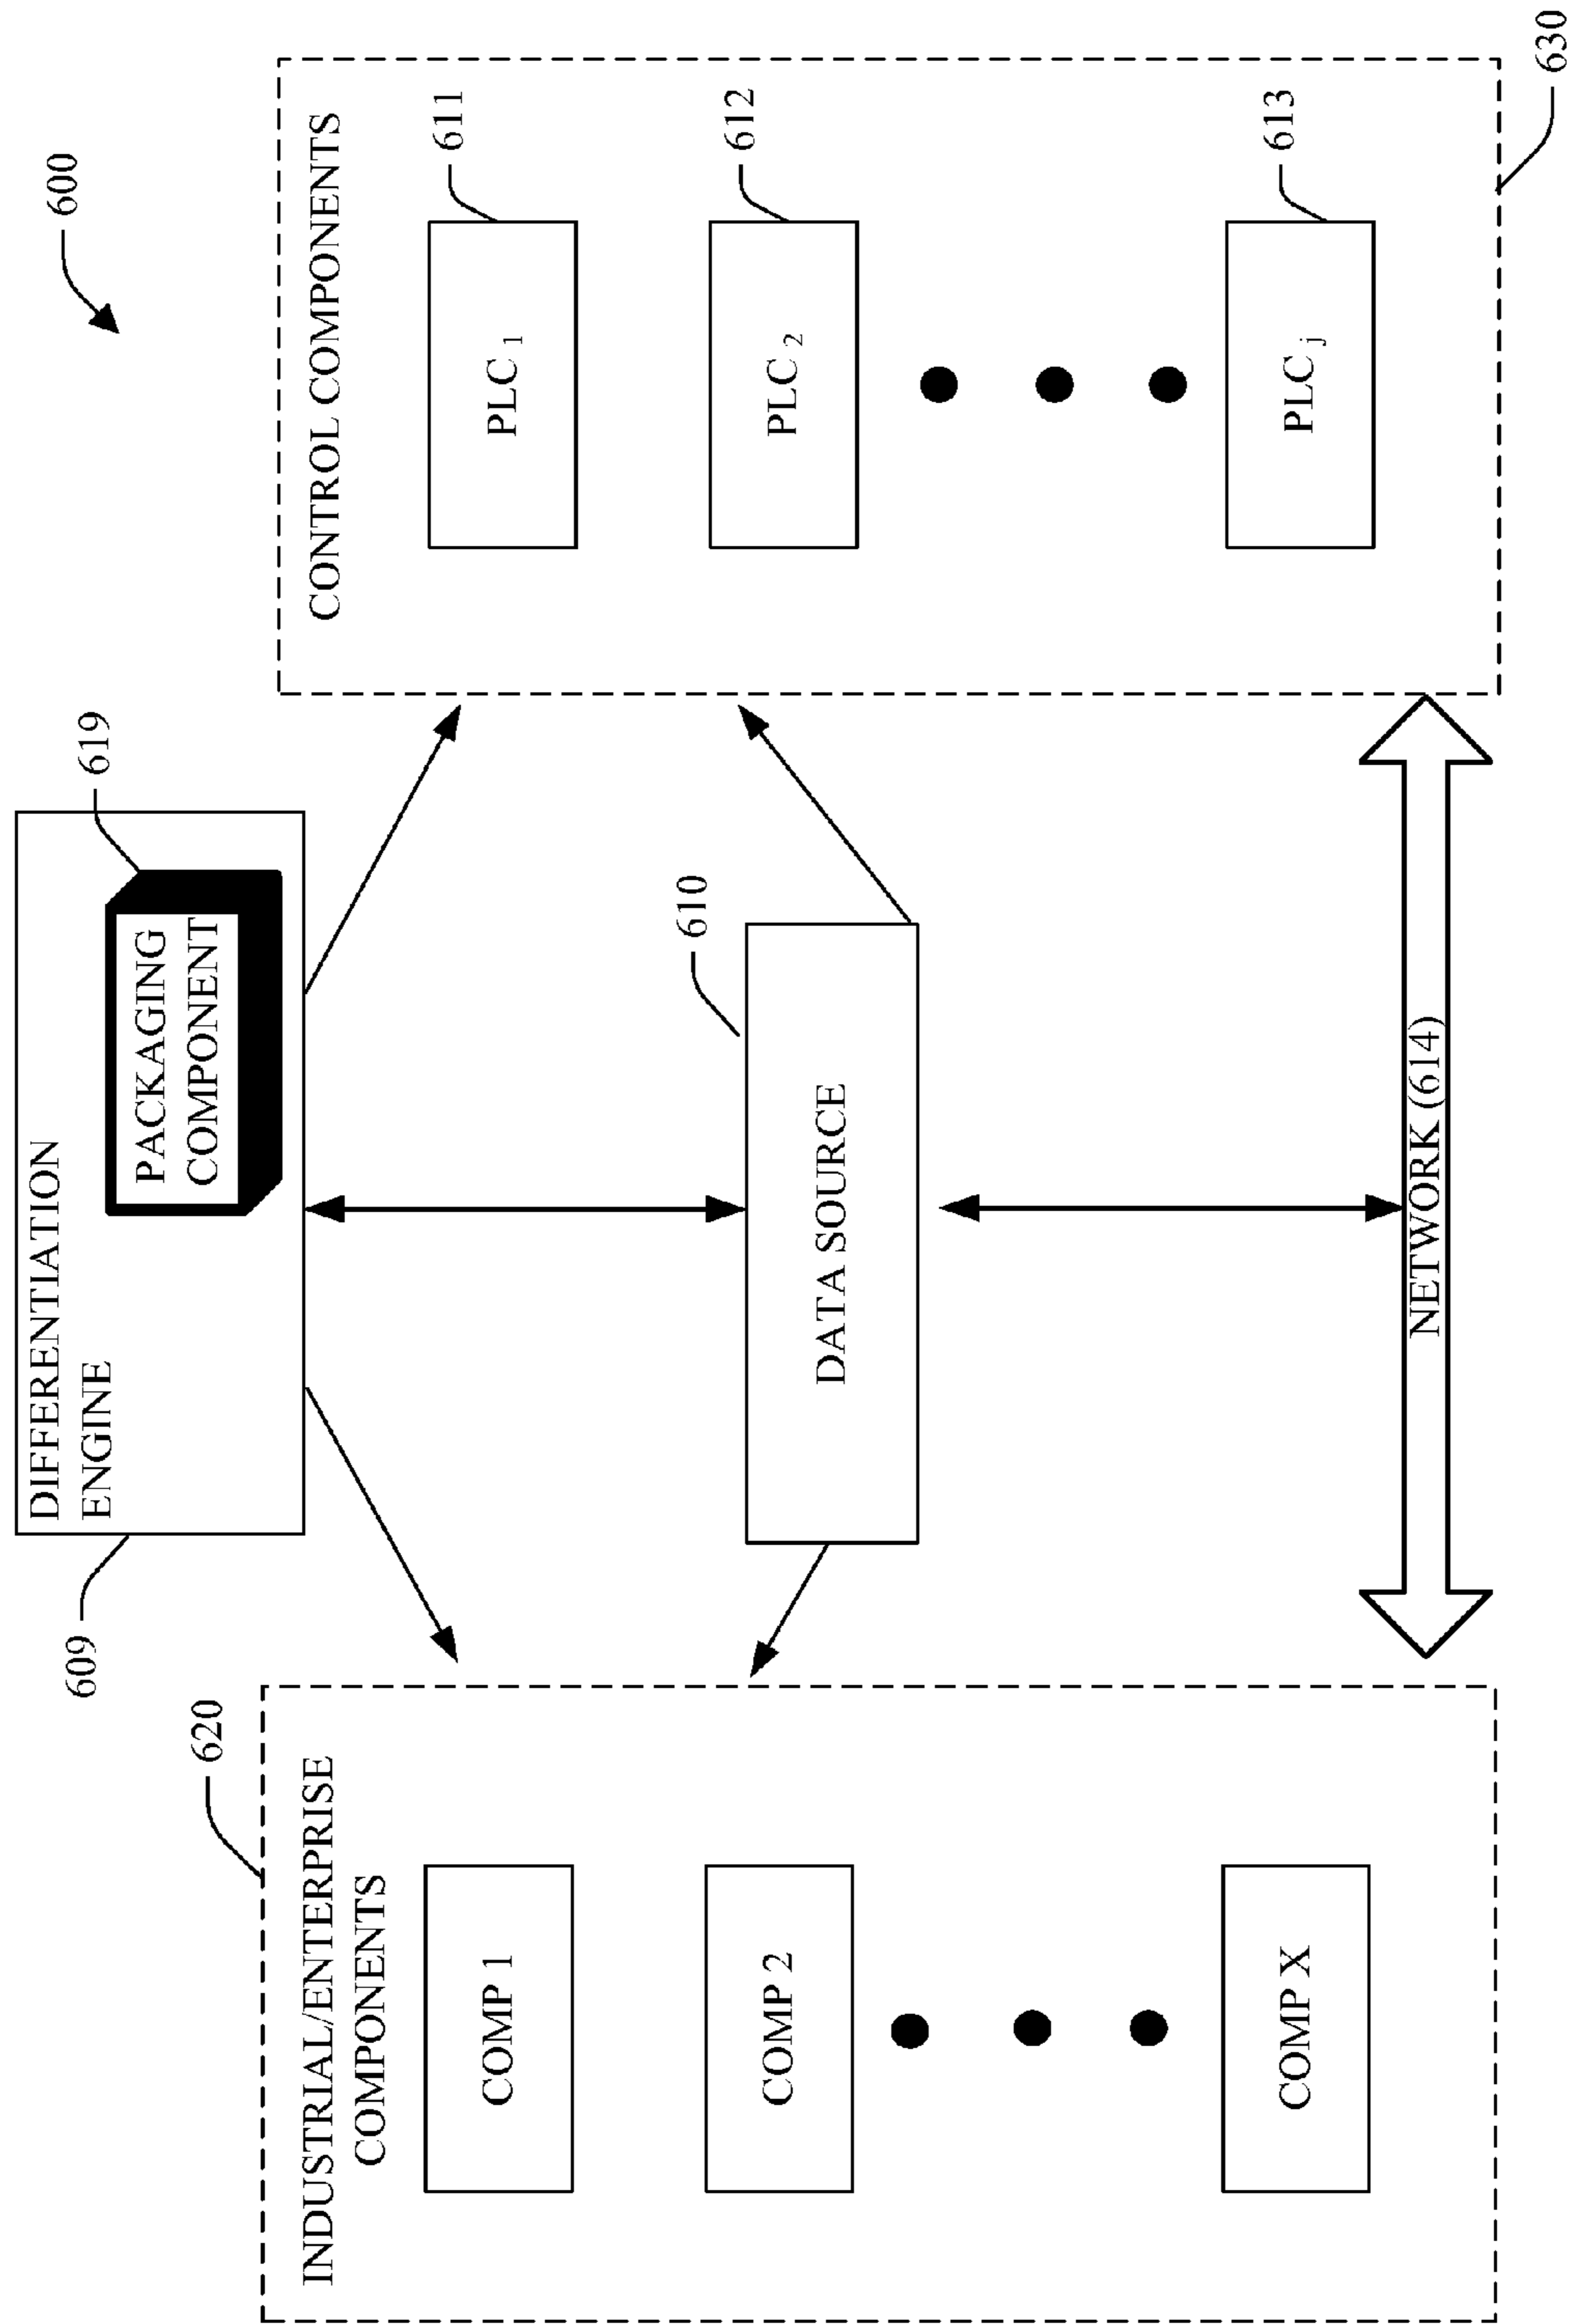 600
609
DIFFERENTIATION
ENGINE
619
PACKAGING
COMPONENT
620
INDUSTRIAL/ENTERPRISE
COMPONENTS
COMP 1
COMP 2
COMP X
610
DATA SOURCE
NETWORK (614)
CONTROL COMPONENTS
PLC 1
611
PLC 2
612
PLC j
613
630